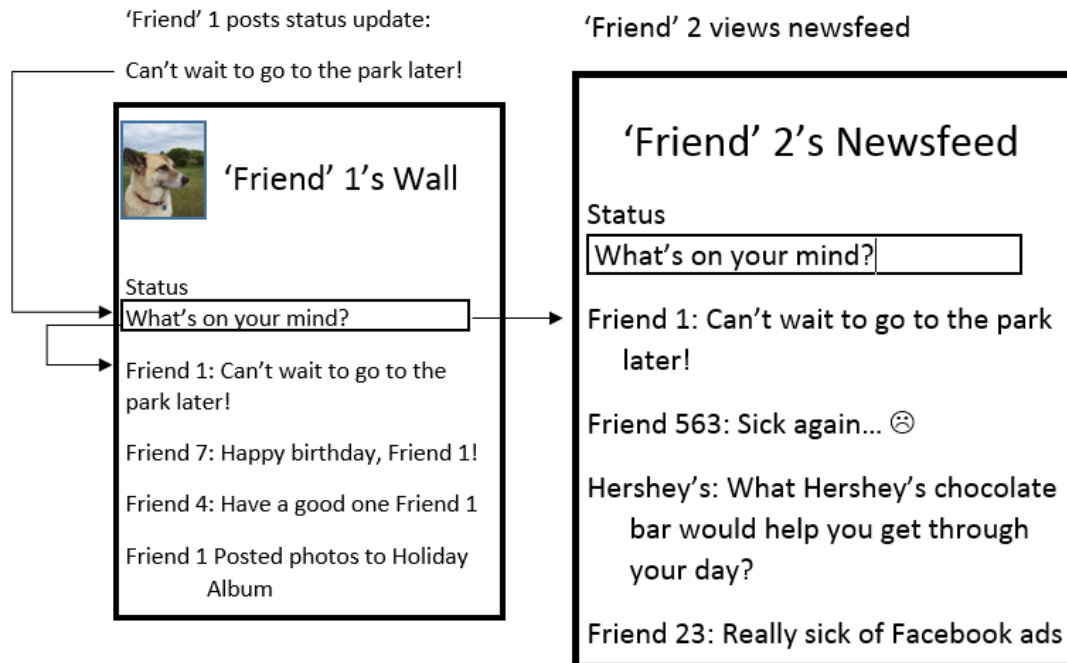 ‘Friend’ 1 posts status update:
Can’t wait to go to the park later!
‘Friend’ 1’s Wall
Status
What’s on your mind?
Friend 1: Can’t wait to go to the
park later!
Friend 7: Happy birthday, Friend 1!
Friend 4: Have a good one Friend 1
Friend 1 Posted photos to Holiday
Album
‘Friend’ 2 views newsfeed
‘Friend’ 2’s Newsfeed
Status
What’s on your mind?
Friend 1: Can’t wait to go to the park
later!
Friend 563: Sick again... ☹
Hershey’s: What Hershey’s chocolate
bar would help you get through
your day?
Friend 23: Really sick of Facebook ads